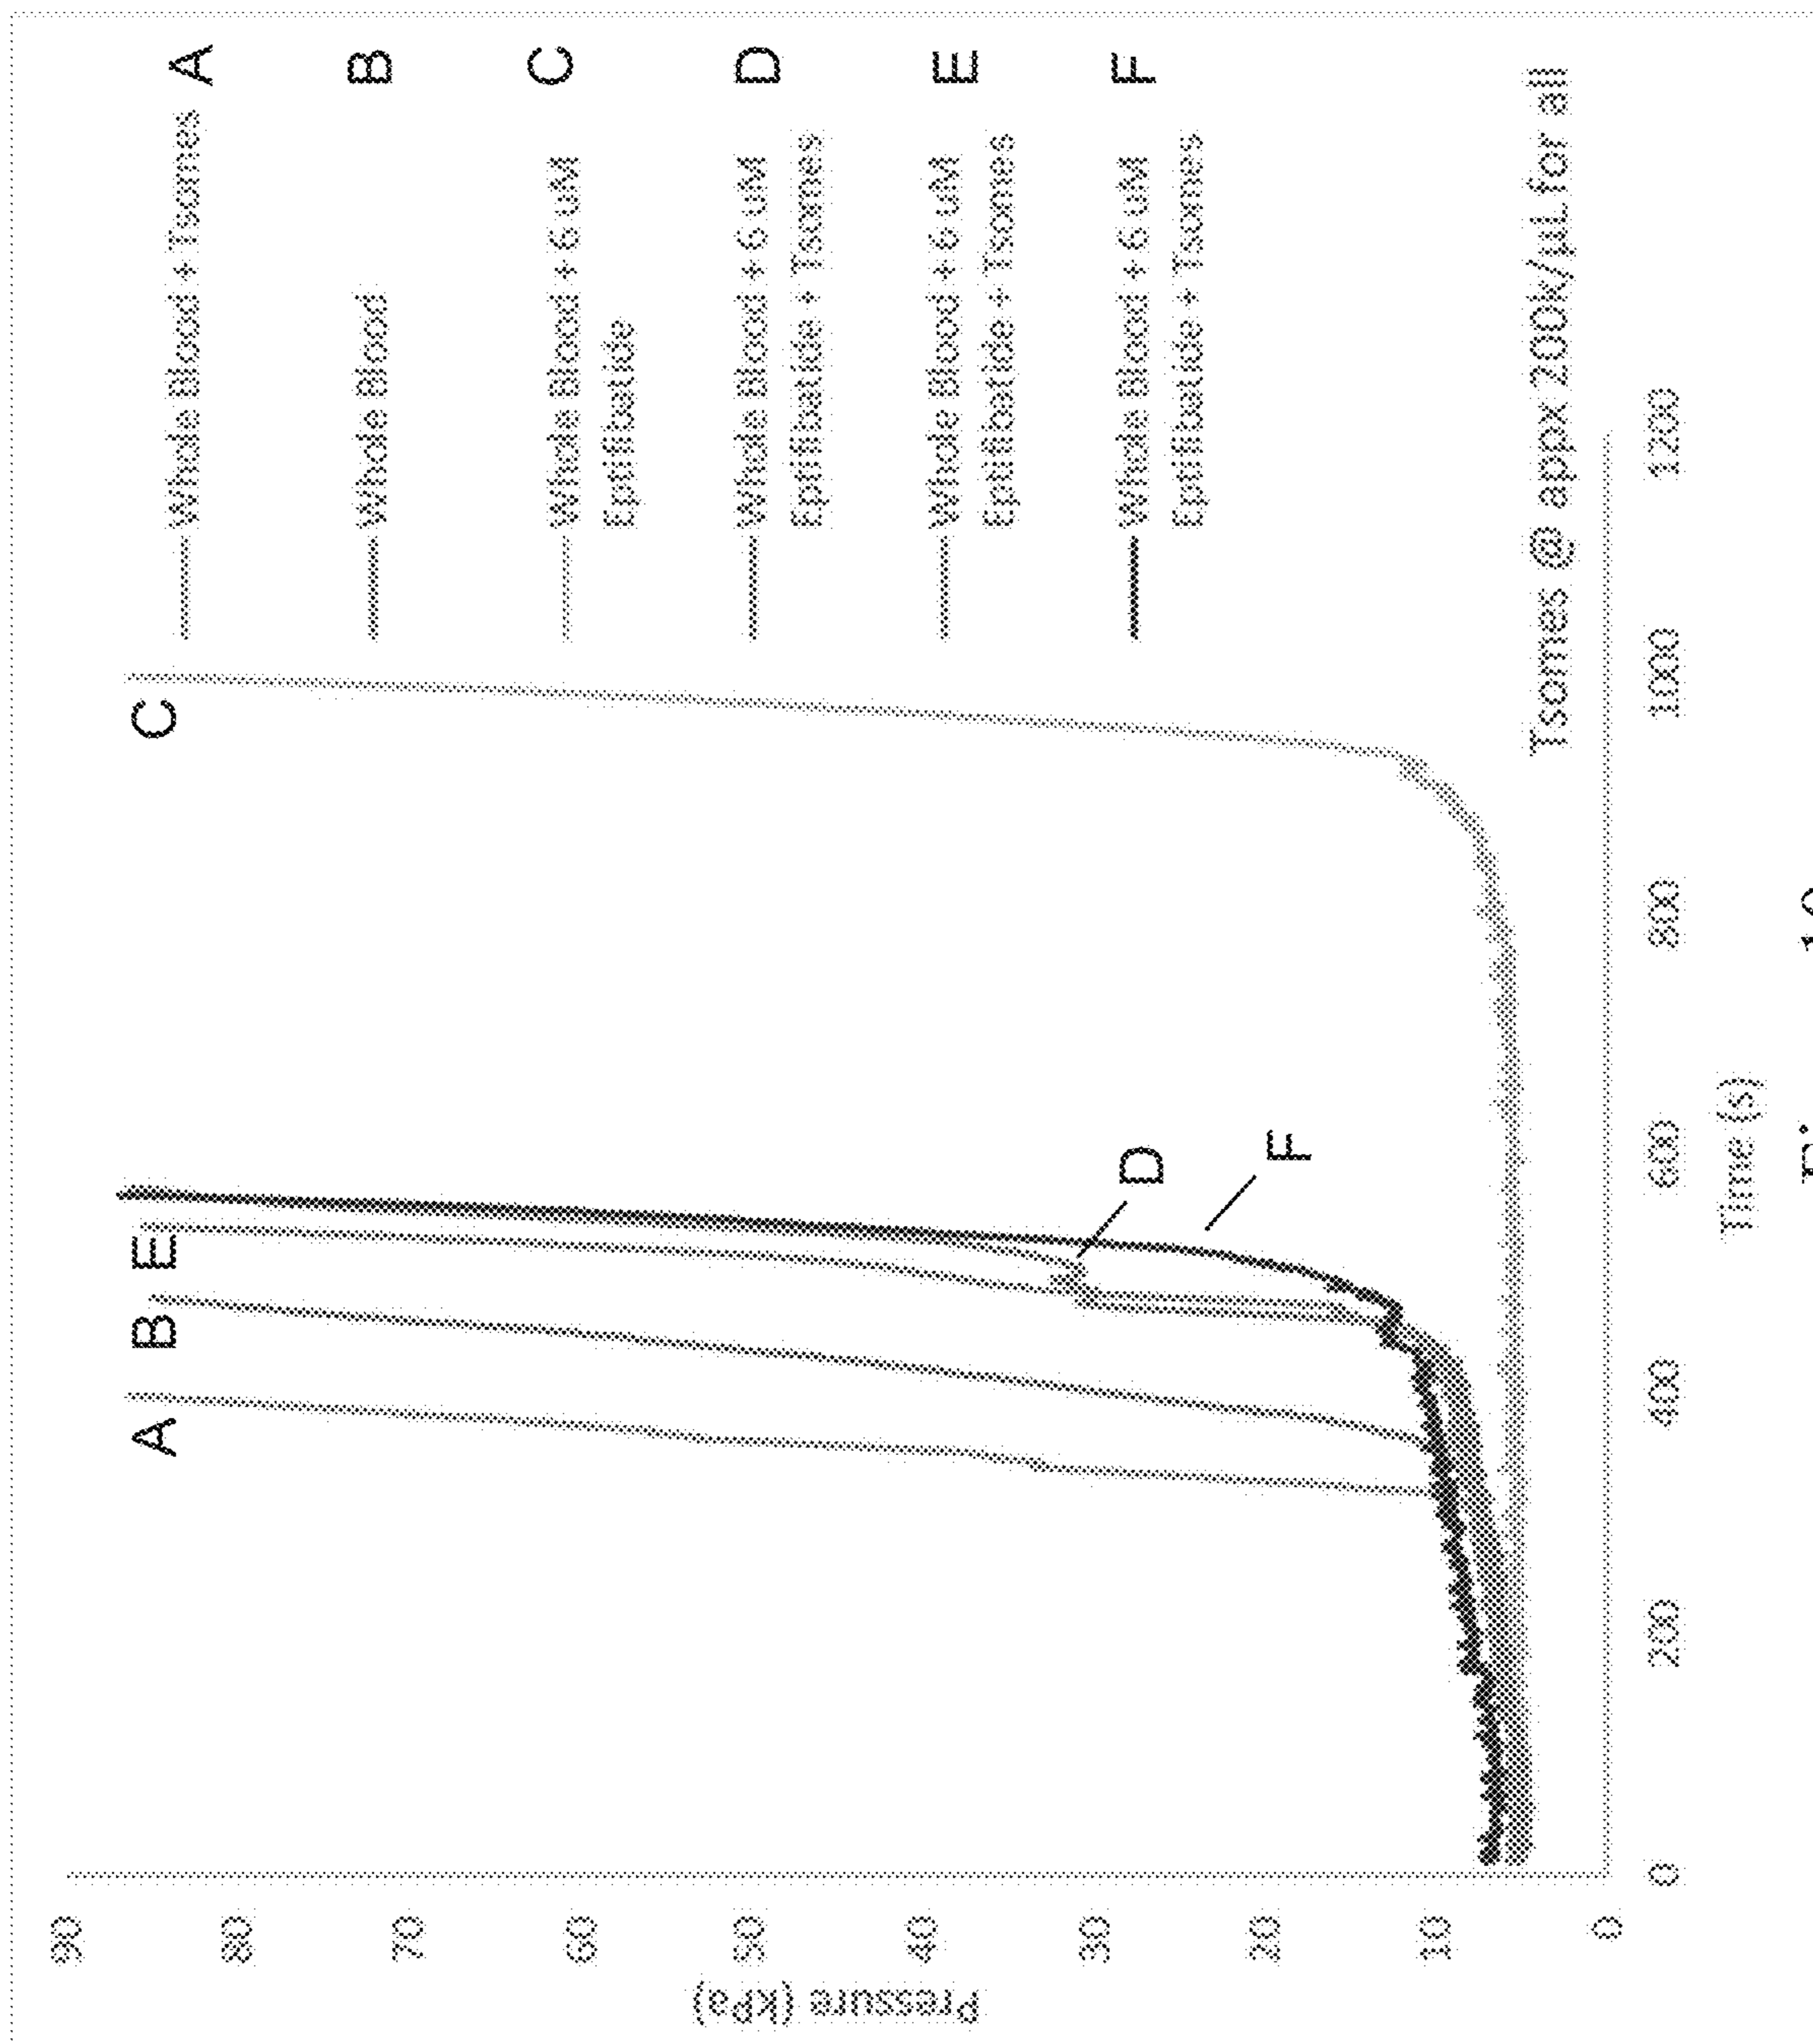 Pressure (kPa)
90
80
70
60
50
40
30
20
10
0
0
200
400
600
800
1000
1200
Time (s)
A
B
E
C
D
F
Whole Blood + Tsomes A
Whole Blood B
Whole Blood + 6 uM C
Eptifibatide
Whole Blood + 6 uM D
Eptifibatide + Tsomes
Whole Blood + 6 uM E
Eptifibatide + Tsomes
Whole Blood + 6 uM F
Eptifibatide + Tsomes
Tsomes @ appx 200k/µL for all